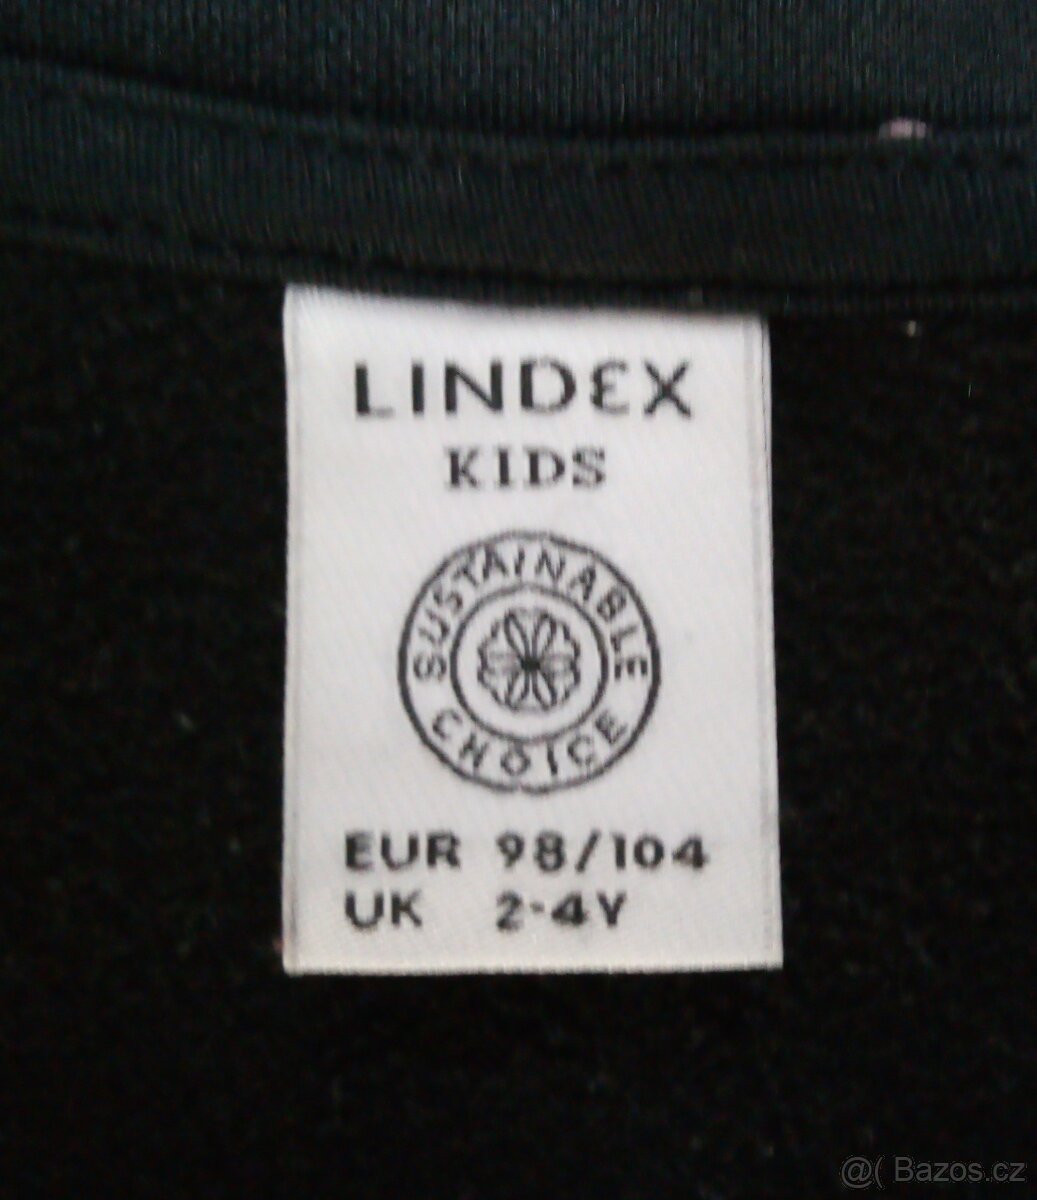 LINDEX
KIDS
SUSTAINABLE
CHOICE
EUR 98/104
UK 2-4Y
@( Bazos.cz